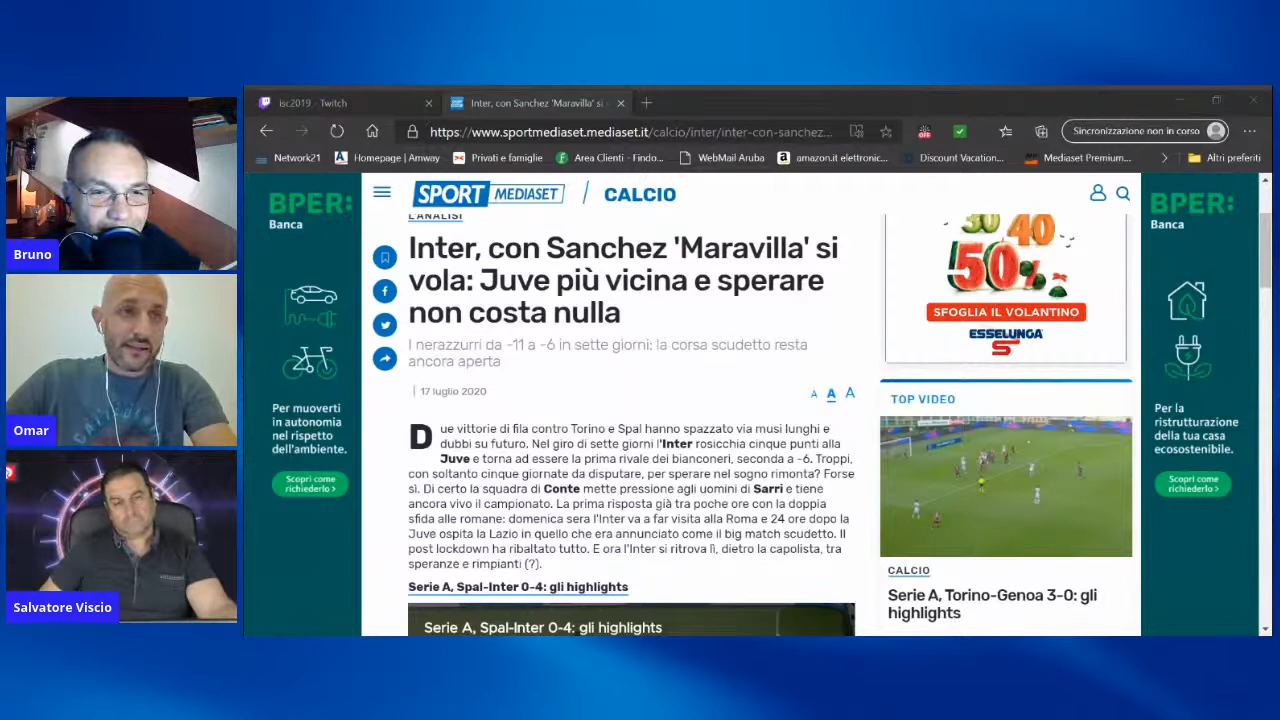 isc2019 - Twitch
Inter, con Sanchez 'Maravilla' si
https://www.sportmediaset.mediaset.it/calcio/inter/inter-con-sanchez...
OFF
Sincronizzazione non in corso
Network21
Homepage | Amway
Privati e famiglie
Area Clienti - Findo...
WebMail Aruba
amazon.it elettronic...
Discount Vacation...
Mediaset Premium...
Altri preferiti
Bruno
Omar
Salvatore Viscio
BPER:
Banca
Per muoverti
in autonomia
nel rispetto
dell'ambiente.
Scopri come
richiederlo >
SPORT MEDIASET / CALCIO
L'ANALISI
Inter, con Sanchez 'Maravilla' si
vola: Juve più vicina e sperare
non costa nulla
I nerazzurri da -11 a -6 in sette giorni: la corsa scudetto resta
ancora aperta
17 luglio 2020
A A A
Due vittorie di fila contro Torino e Spal hanno spazzato via musi lunghi e
dubbi su futuro. Nel giro di sette giorni l'Inter rosicchia cinque punti alla
Juve e torna ad essere la prima rivale dei bianconeri, seconda a -6. Troppi,
con soltanto cinque giornate da disputare, per sperare nel sogno rimonta? Forse
sì. Di certo la squadra di Conte mette pressione agli uomini di Sarri e tiene
ancora vivo il campionato. La prima risposta già tra poche ore con la doppia
sfida alle romane: domenica sera l'Inter va a far visita alla Roma e 24 ore dopo la
Juve ospita la Lazio in quello che era annunciato come il big match scudetto. Il
post lockdown ha ribaltato tutto. E ora l'Inter si ritrova lì, dietro la capolista, tra
speranze e rimpianti (?).
Serie A, Spal-Inter 0-4: gli highlights
Serie A, Spal-Inter 0-4: gli highlights
30 40
50%
SFOGLIA IL VOLANTINO
ESSELUNGA
TOP VIDEO
CALCIO
Serie A, Torino-Genoa 3-0: gli
highlights
BPER:
Banca
Per la
ristrutturazione
della tua casa
ecosostenibile.
Scopri come
richiederlo >